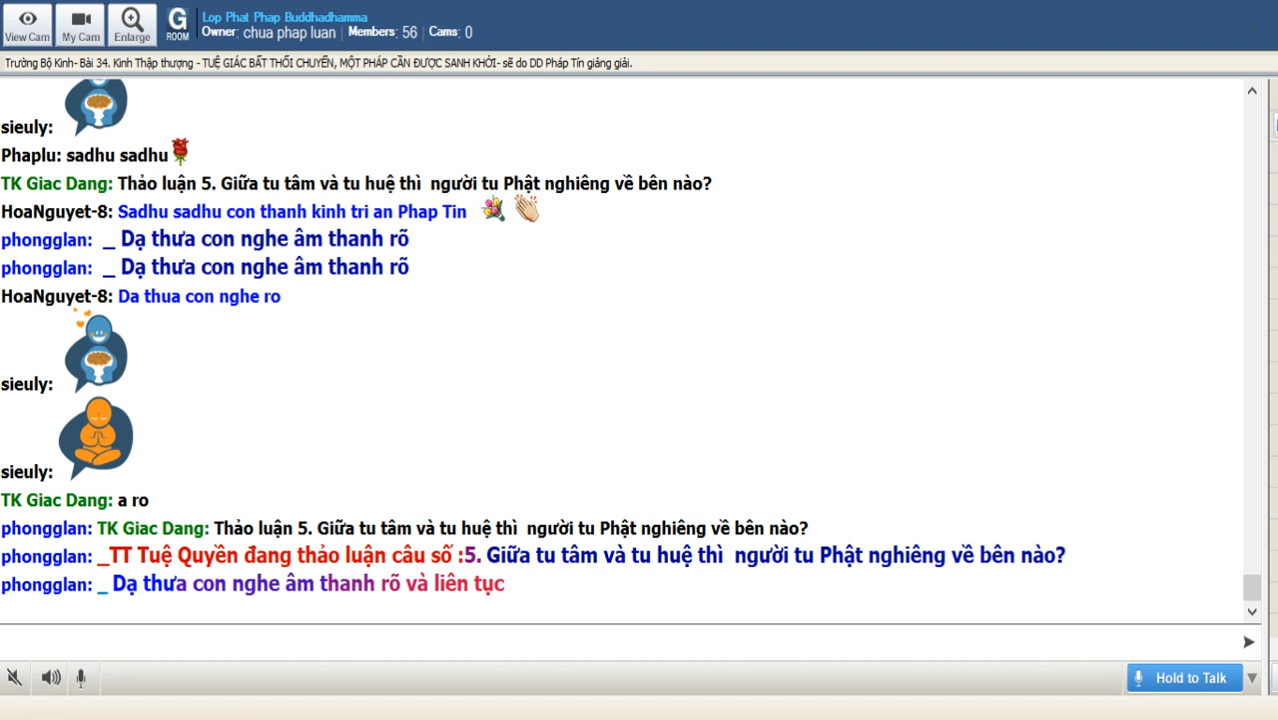 View Cam
My Cam
Enlarge
G
ROOM
Lop Phat Phap Buddhadhamma
Owner: chua phap luan | Members: 56 | Cams: 0
Trường Bộ Kinh- Bài 34. Kinh Thập thượng - TUỆ GIÁC BẤT THỐI CHUYỂN, MỘT PHÁP CẦN ĐƯỢC SANH KHỞI- sẽ do DD Pháp Tín giảng giải.
sieuly:
Phaplu: sadhu sadhu
TK Giac Dang: Thảo luận 5. Giữa tu tâm và tu huệ thì người tu Phật nghiêng về bên nào?
HoaNguyet-8: Sadhu sadhu con thanh kinh tri an Phap Tin
phongglan: _ Dạ thưa con nghe âm thanh rõ
phongglan: _ Dạ thưa con nghe âm thanh rõ
HoaNguyet-8: Da thua con nghe ro
sieuly:
sieuly:
TK Giac Dang: a ro
phongglan: TK Giac Dang: Thảo luận 5. Giữa tu tâm và tu huệ thì người tu Phật nghiêng về bên nào?
phongglan: _TT Tuệ Quyền đang thảo luận câu số :5. Giữa tu tâm và tu huệ thì người tu Phật nghiêng về bên nào?
phongglan: _ Dạ thưa con nghe âm thanh rõ và liên tục
Hold to Talk